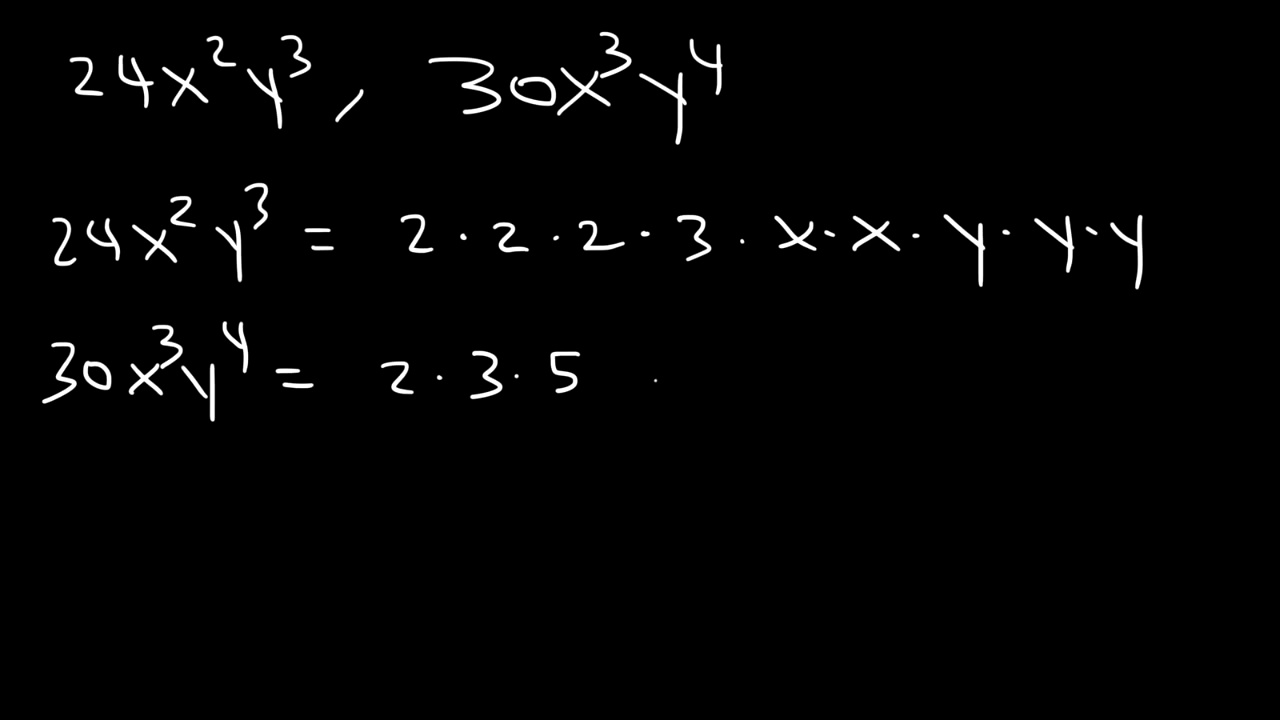 24x²y³, 30x³y⁴
24x²y³ = 2 · 2 · 2 · 3 · x · x · y · y · y
30x³y⁴ = 2 · 3 · 5 ·